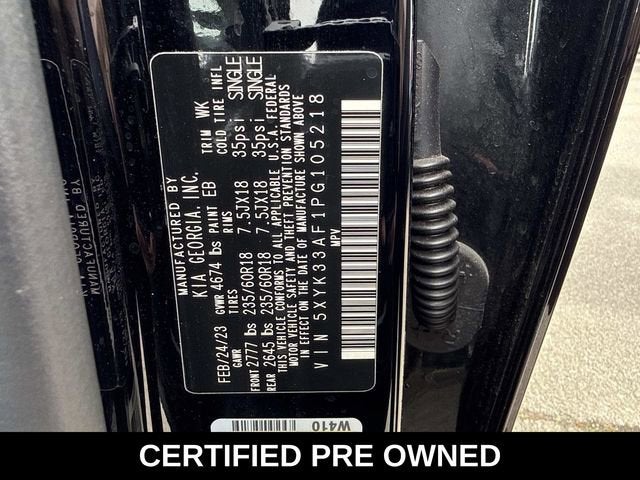 MANUFACTURED BY
KIA GEORGIA, INC.
FEB/24/23 GVWR 4674 lbs PAINT EB TRIM WK
GAWR TIRES RIMS COLD TIRE INFL
FRONT 2777 lbs 235/60R18 7.5JX18 35psi SINGLE
REAR 2645 lbs 235/60R18 7.5JX18 35psi SINGLE
THIS VEHICLE CONFORMS TO ALL APPLICABLE U.S.A. FEDERAL
MOTOR VEHICLE SAFETY AND THEFT PREVENTION STANDARDS
IN EFFECT ON THE DATE OF MANUFACTURE SHOWN ABOVE
VIN 5XYK33AF1PG105218
MPV
W410
MANUFACTURED BY
CERTIFIED PRE OWNED